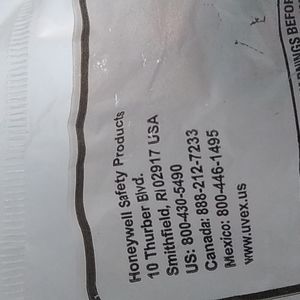 Honeywell Safety Products
10 Thurber Blvd.
Smithfield, RI 02917 USA
US: 800-430-5490
Canada: 888-212-7233
Mexico: 800-446-1495
www.uvex.us